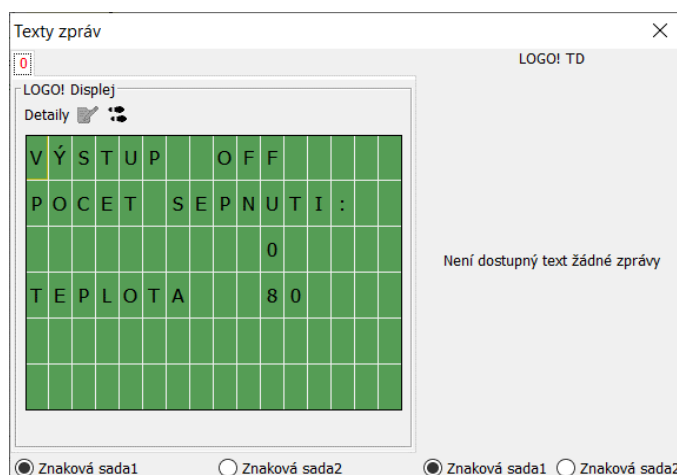 Texty zpráv
0
LOGO! TD
LOGO! Displej
Detaily
VÝSTUP OFF
POCET SEPNUTI:
0
TEPLOTA 80
Není dostupný text žádné zprávy
Znaková sada1 Znaková sada2 Znaková sada1 Znaková sada2